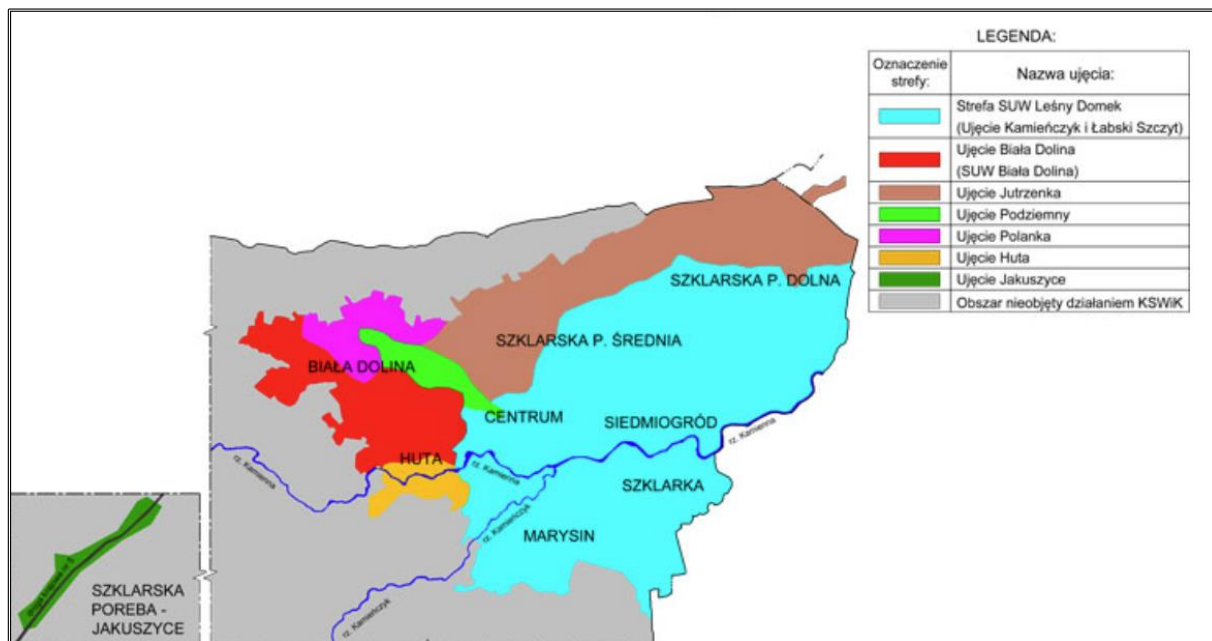 LEGENDA:
Oznaczenie
strefy:
Nazwa ujęcia:
Strefa SUW Leśny Domek
(Ujęcie Kamieńczyk i Łabski Szczyt)
Ujęcie Biała Dolina
(SUW Biała Dolina)
Ujęcie Jutrzenka
Ujęcie Podziemny
Ujęcie Polanka
Ujęcie Huta
Ujęcie Jakuszyce
Obszar nieobjęty działaniem KSWiK
SZKLARSKA P. DOLNA
SZKLARSKA P. ŚREDNIA
BIAŁA DOLINA
CENTRUM
SIEDMIOGRÓD
rz. Kamienna
HUTA
rz. Kamienna
rz. Kamienna
SZKLARKA
rz. Kamieńczyk
MARYSIN
rz. Kamieńczyk
SZKLARSKA
POREBA -
JAKUSZYCE